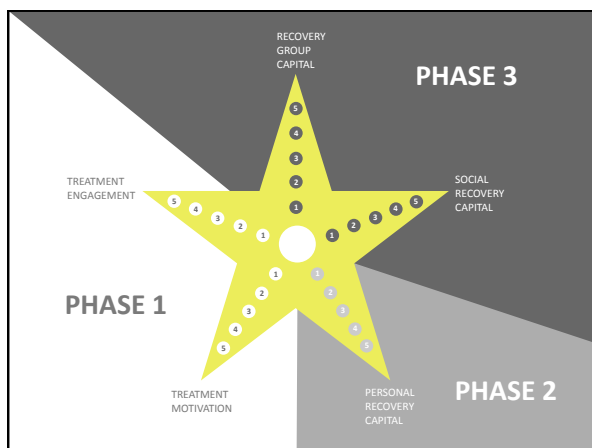 RECOVERY
GROUP
CAPITAL
PHASE 3
5
4
3
2
1
TREATMENT
ENGAGEMENT
5 4 3 2 1
SOCIAL
RECOVERY
CAPITAL
1 2 3 4 5
PHASE 1
1
2
3
4
5
1
2
3
4
5
TREATMENT
MOTIVATION
PERSONAL
RECOVERY
CAPITAL
PHASE 2